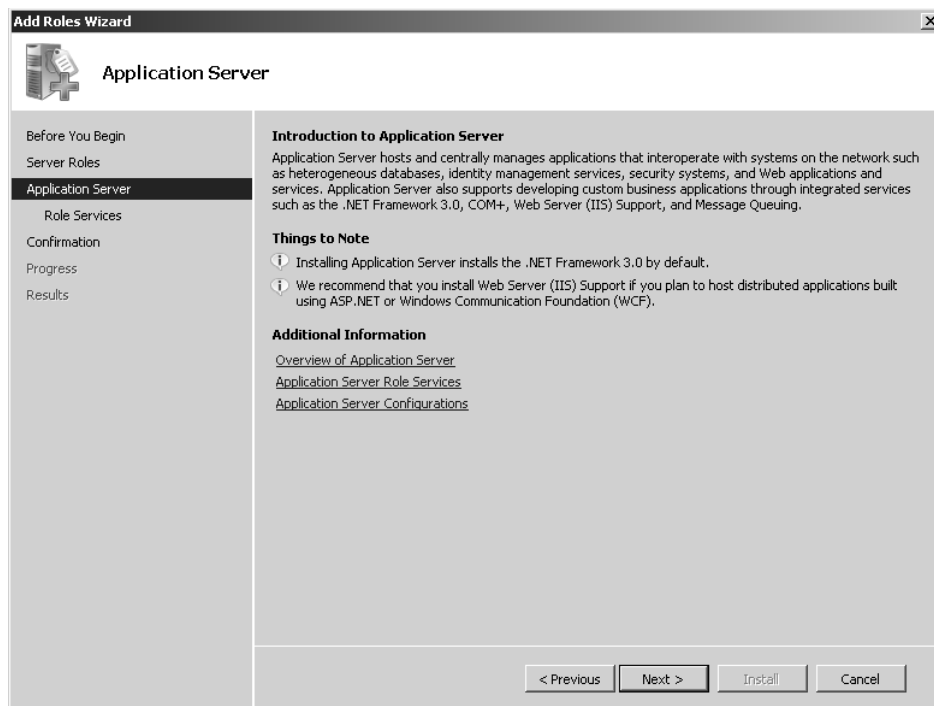 Add Roles Wizard
Application Server
Before You Begin
Server Roles
Application Server
Role Services
Confirmation
Progress
Results
Introduction to Application Server
Application Server hosts and centrally manages applications that interoperate with systems on the network such
as heterogeneous databases, identity management services, security systems, and Web applications and
services. Application Server also supports developing custom business applications through integrated services
such as the .NET Framework 3.0, COM+, Web Server (IIS) Support, and Message Queuing.
Things to Note
Installing Application Server installs the .NET Framework 3.0 by default.
We recommend that you install Web Server (IIS) Support if you plan to host distributed applications built
using ASP.NET or Windows Communication Foundation (WCF).
Additional Information
Overview of Application Server
Application Server Role Services
Application Server Configurations
< Previous
Next >
Install
Cancel